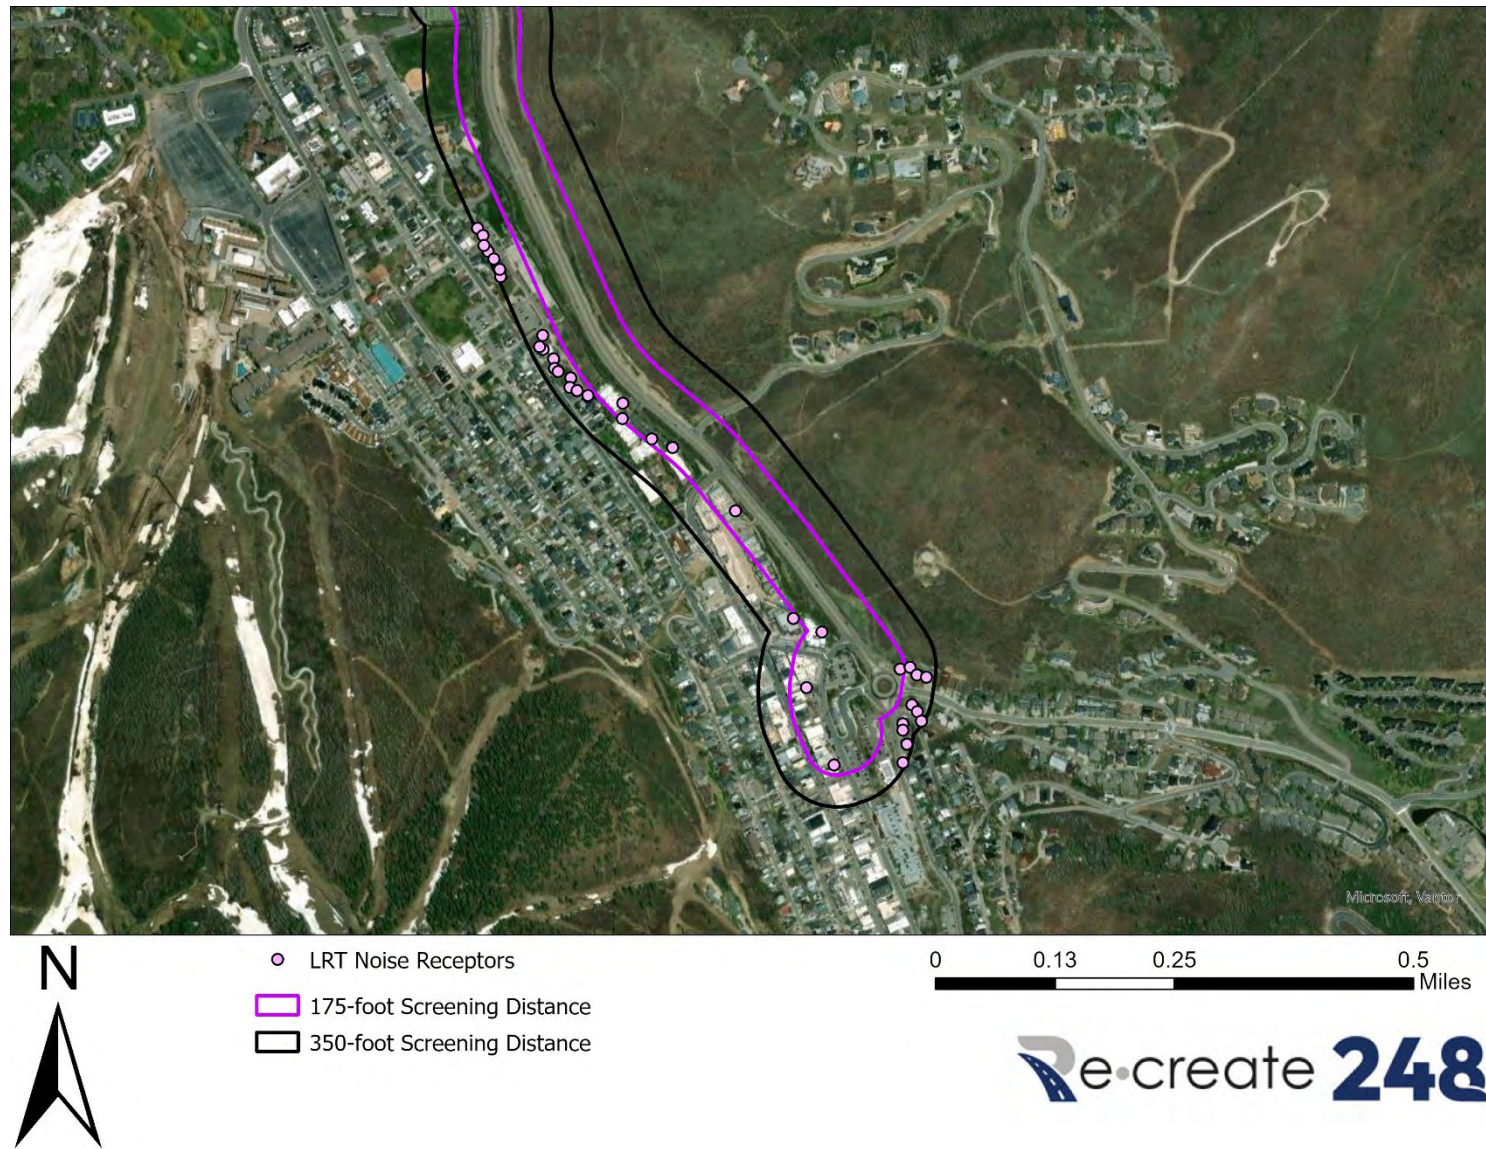 Microsoft, Vantor
N
LRT Noise Receptors
175-foot Screening Distance
350-foot Screening Distance
0 0.13 0.25 0.5
Miles
Re•create 248